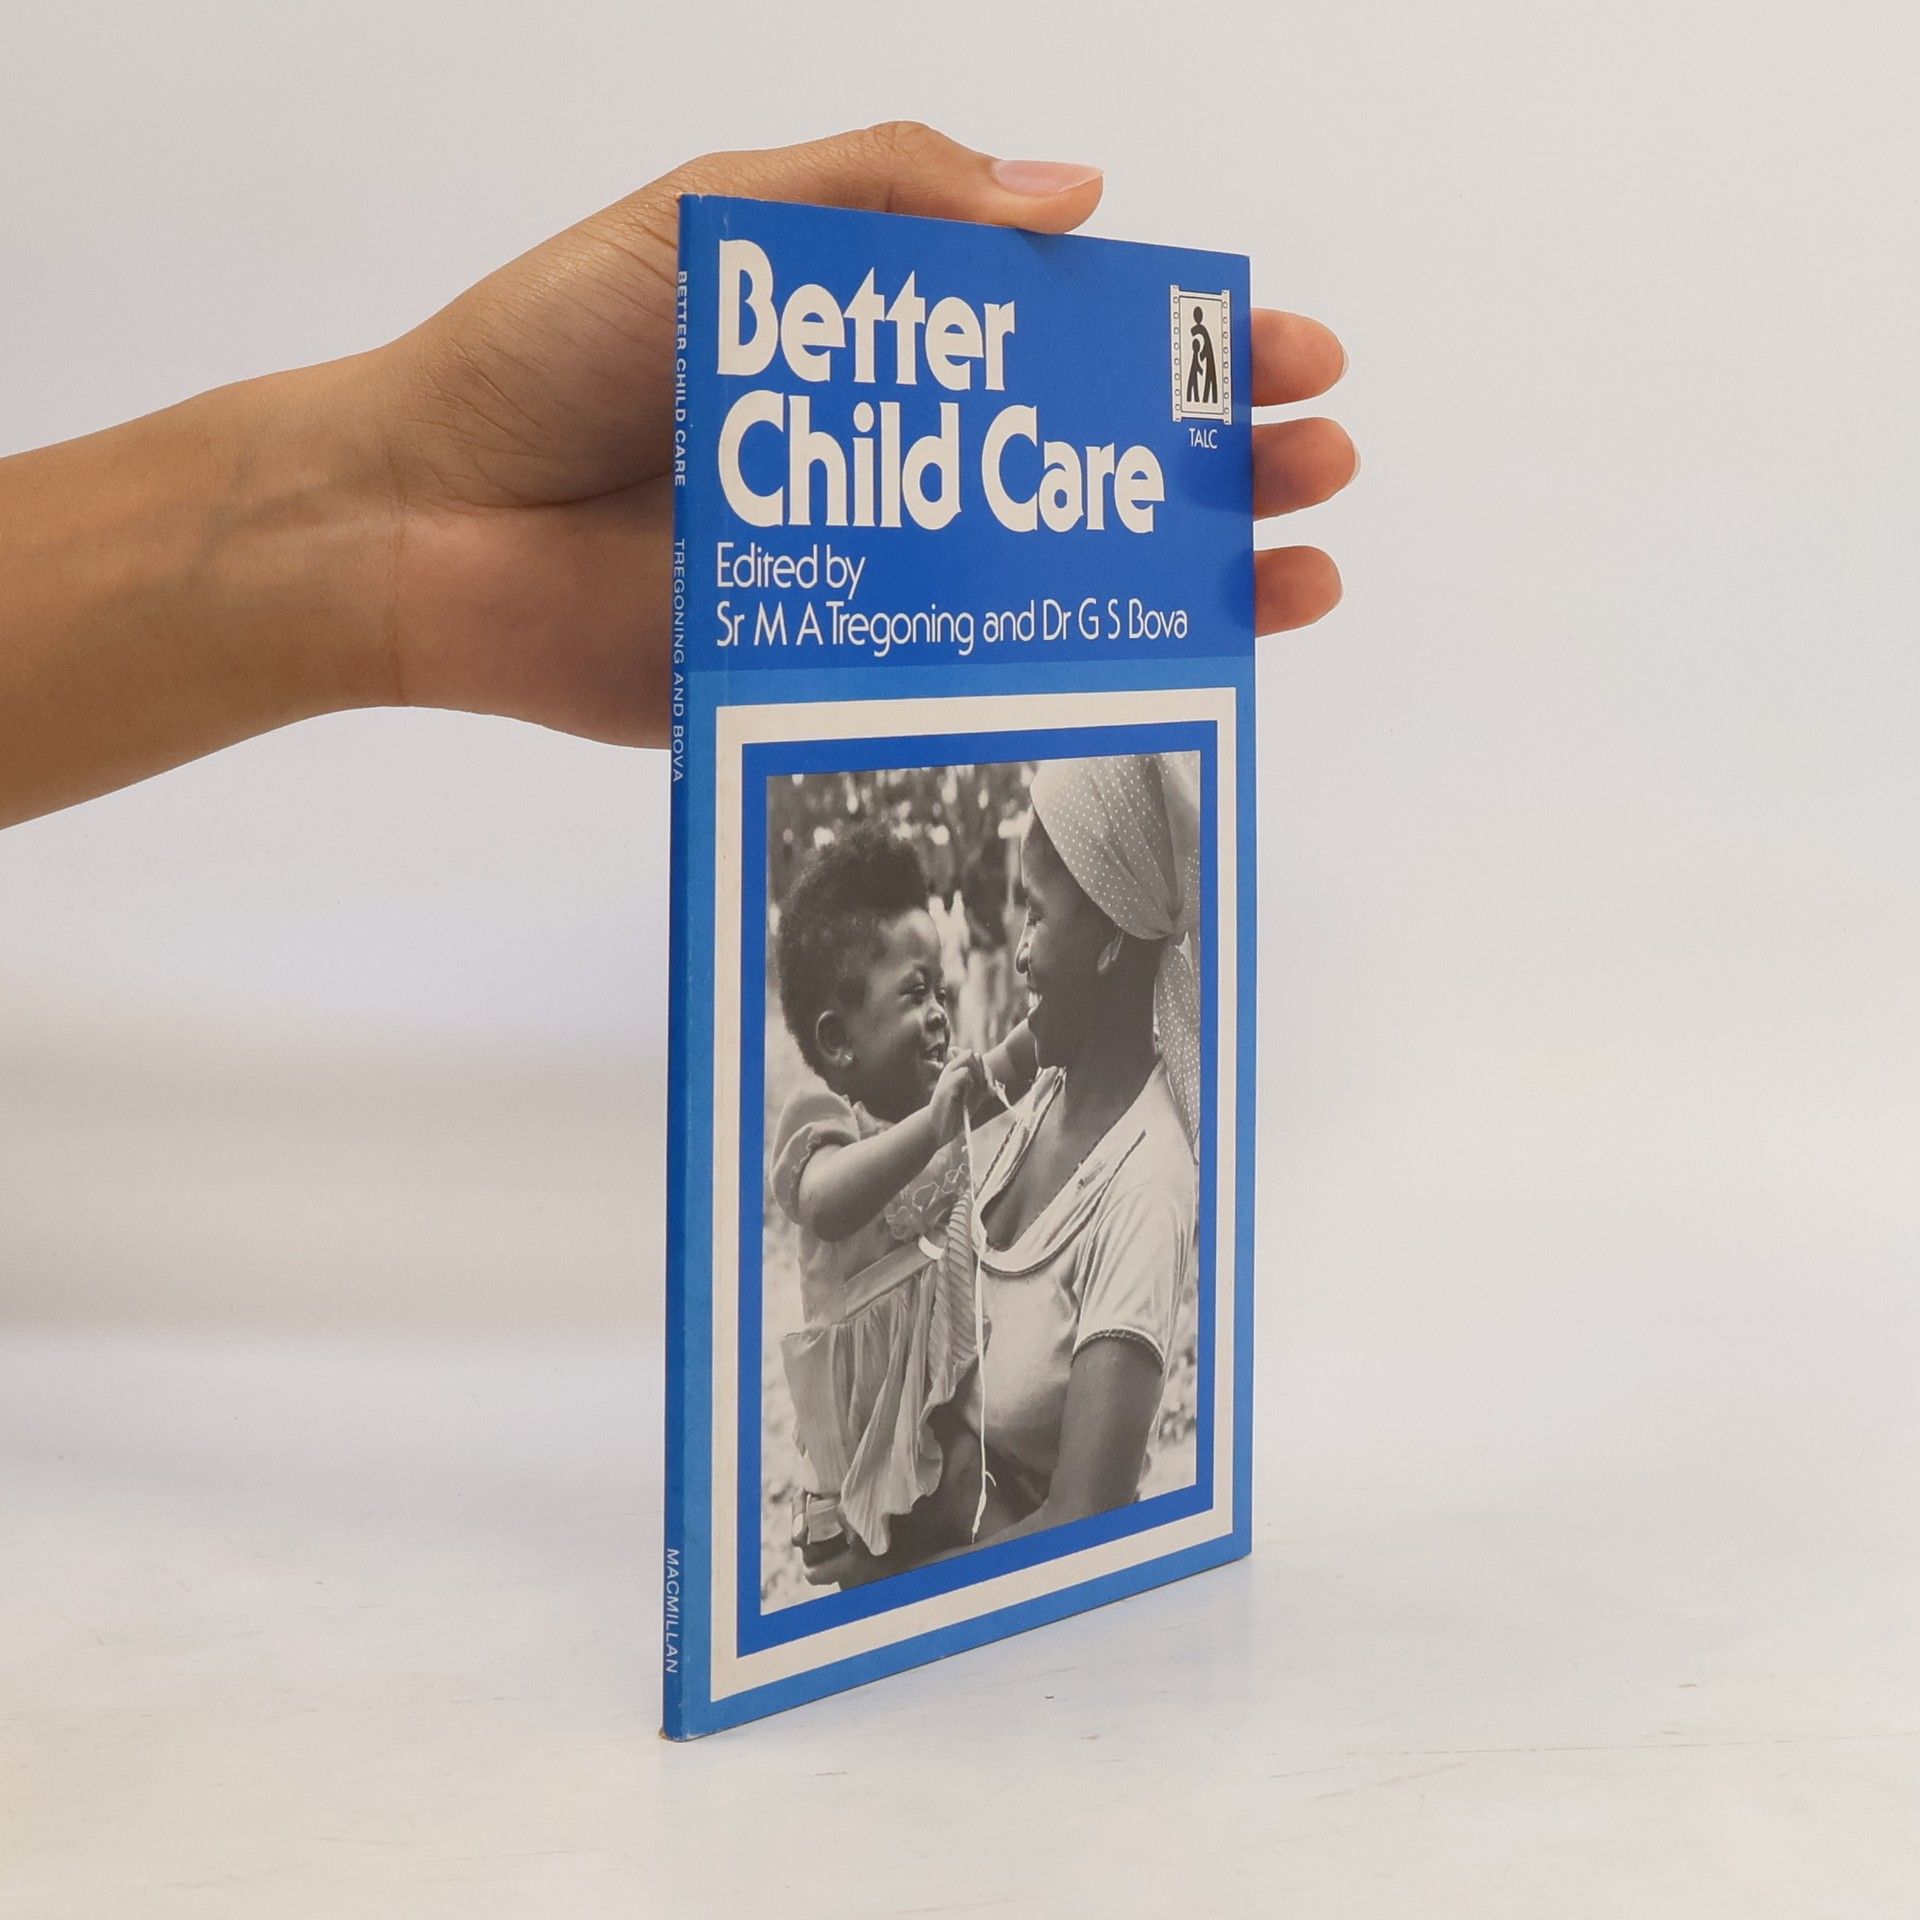 Better
Child Care
Edited by
Sr M A Tregoning and Dr G S Bova
TALC
BETTER CHILD CARE TREGONING AND BOVA MACMILLAN